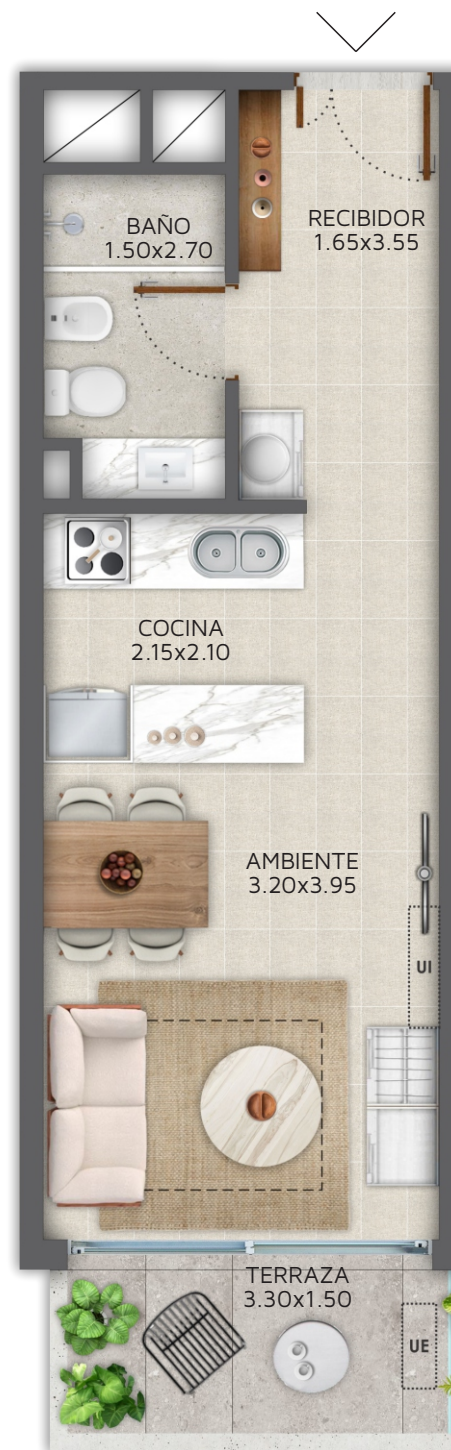 BAÑO
1.50x2.70
RECIBIDOR
1.65x3.55
COCINA
2.15x2.10
AMBIENTE
3.20x3.95
UI
TERRAZA
3.30x1.50
UE